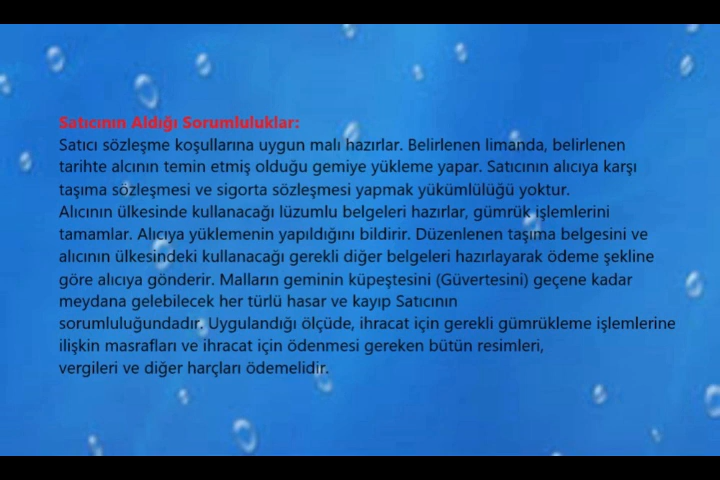 Satıcının Aldığı Sorumluluklar:
Satıcı sözleşme koşullarına uygun malı hazırlar. Belirlenen limanda, belirlenen
tarihte alcının temin etmiş olduğu gemiye yükleme yapar. Satıcının alıcıya karşı
taşıma sözleşmesi ve sigorta sözleşmesi yapmak yükümlülüğü yoktur.
Alıcının ülkesinde kullanacağı lüzumlu belgeleri hazırlar, gümrük işlemlerini
tamamlar. Alıcıya yüklemenin yapıldığını bildirir. Düzenlenen taşıma belgesini ve
alıcının ülkesindeki kullanacağı gerekli diğer belgeleri hazırlayarak ödeme şekline
göre alıcıya gönderir. Malların geminin küpeştesini (Güvertesini) geçene kadar
meydana gelebilecek her türlü hasar ve kayıp Satıcının
sorumluluğundadır. Uygulandığı ölçüde, ihracat için gerekli gümrükleme işlemlerine
ilişkin masrafları ve ihracat için ödenmesi gereken bütün resimleri,
vergileri ve diğer harçları ödemelidir.